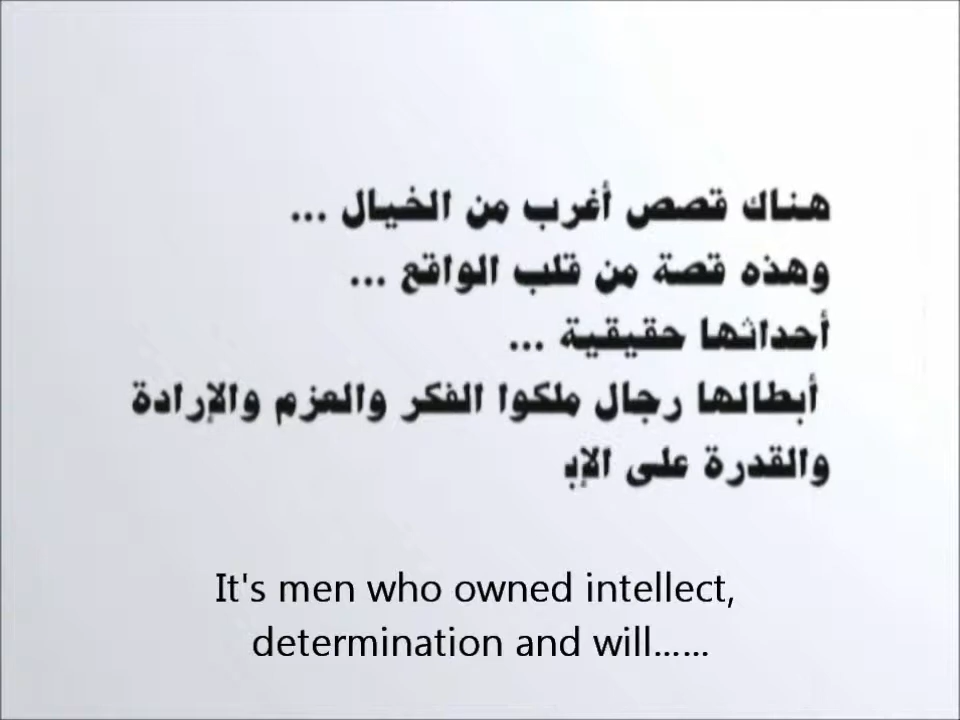 هناك قصص أغرب من الخيال ...
وهذه قصة من قلب الواقع ...
أحداثها حقيقية ...
أبطالها رجال ملكوا الفكر والعزم والإرادة
والقدرة على الإبـ
It's men who owned intellect,
determination and will......